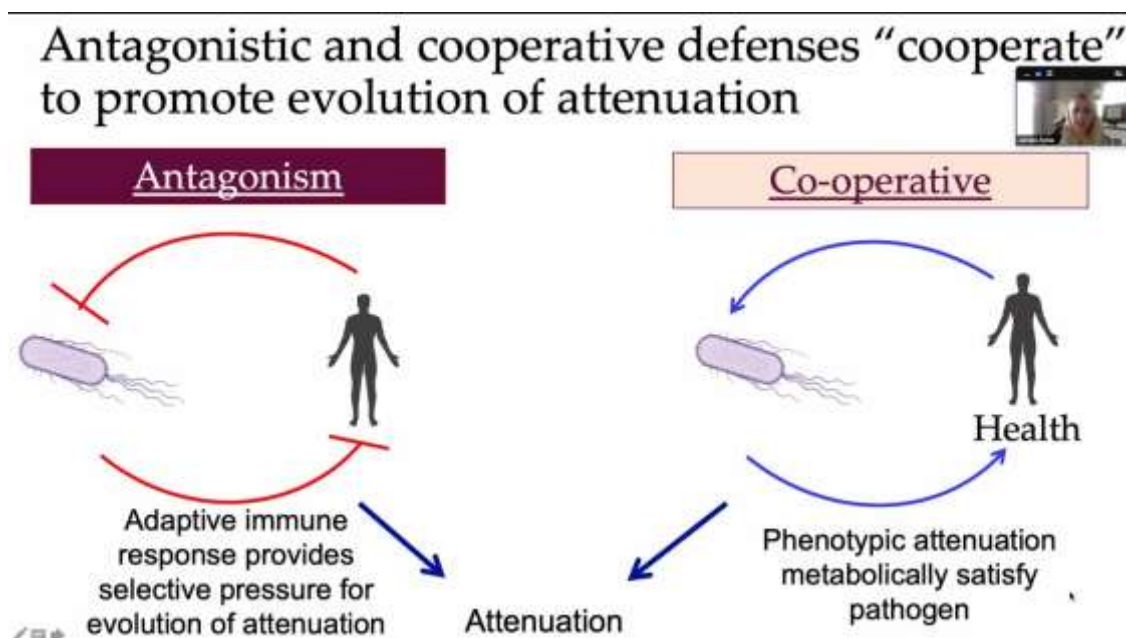 Antagonistic and cooperative defenses “cooperate”
to promote evolution of attenuation
Antagonism
Co-operative
Health
Adaptive immune
response provides
selective pressure for
evolution of attenuation
Attenuation
Phenotypic attenuation
metabolically satisfy
pathogen